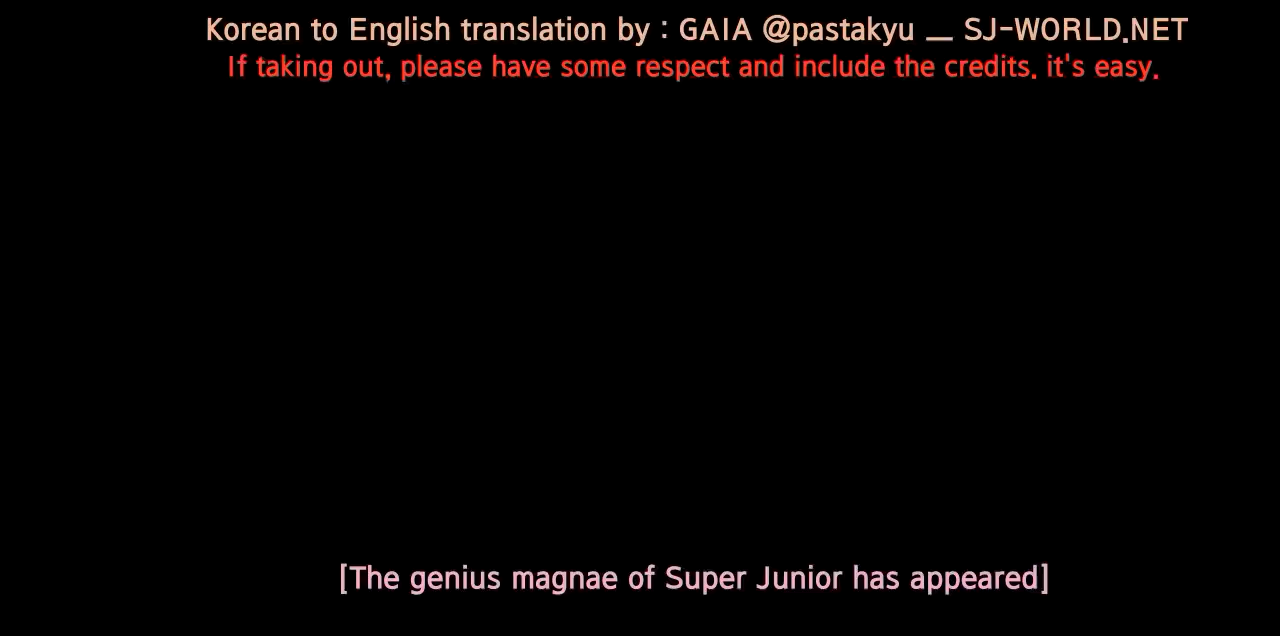 Korean to English translation by : GAIA @pastakyu __ SJ-WORLD.NET
If taking out, please have some respect and include the credits. it's easy.
[The genius magnae of Super Junior has appeared]